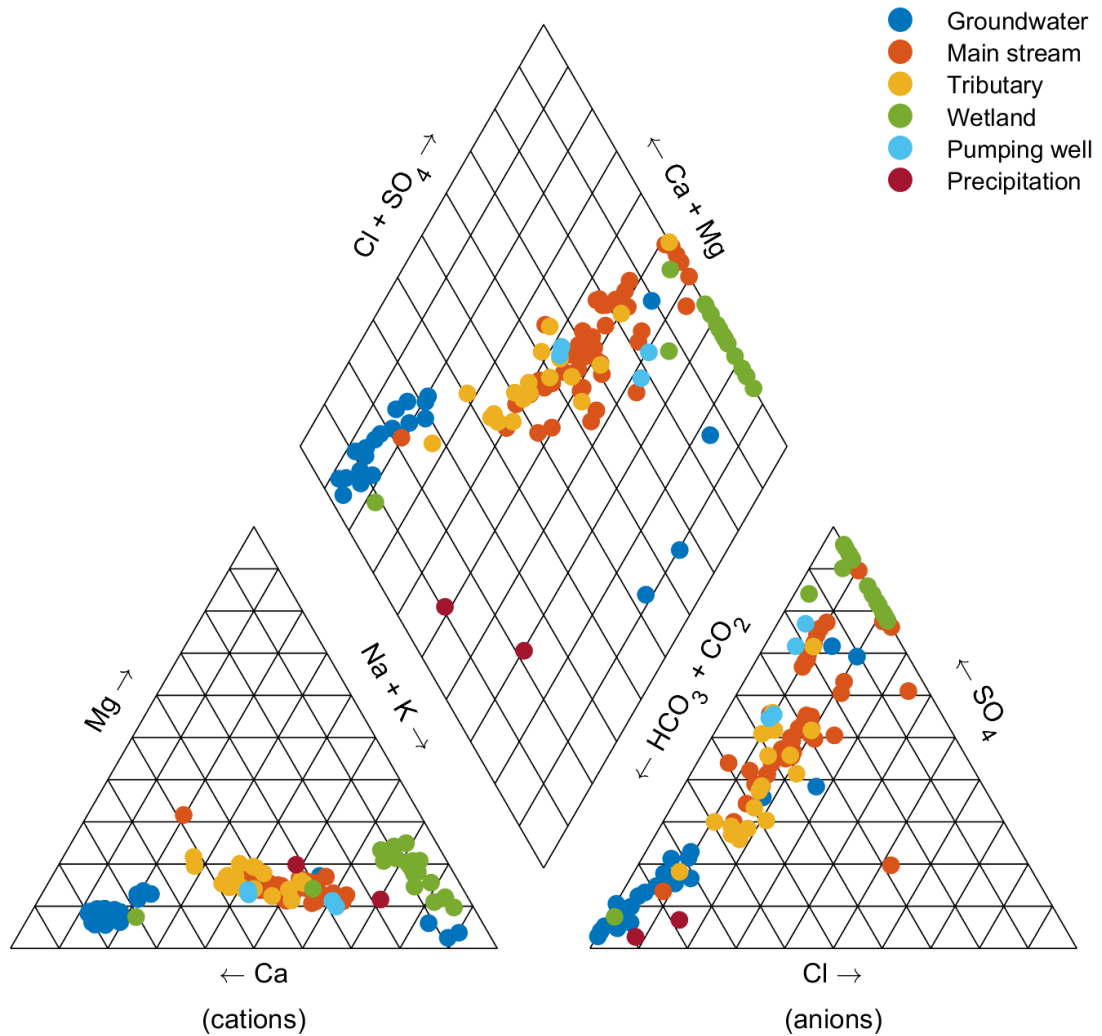 Groundwater
Main stream
Tributary
Wetland
Pumping well
Precipitation
Cl + SO₄ →
← Ca + Mg
Mg →
Na + K →
← HCO₃ + CO₂
← SO₄
← Ca
Cl →
(cations)
(anions)